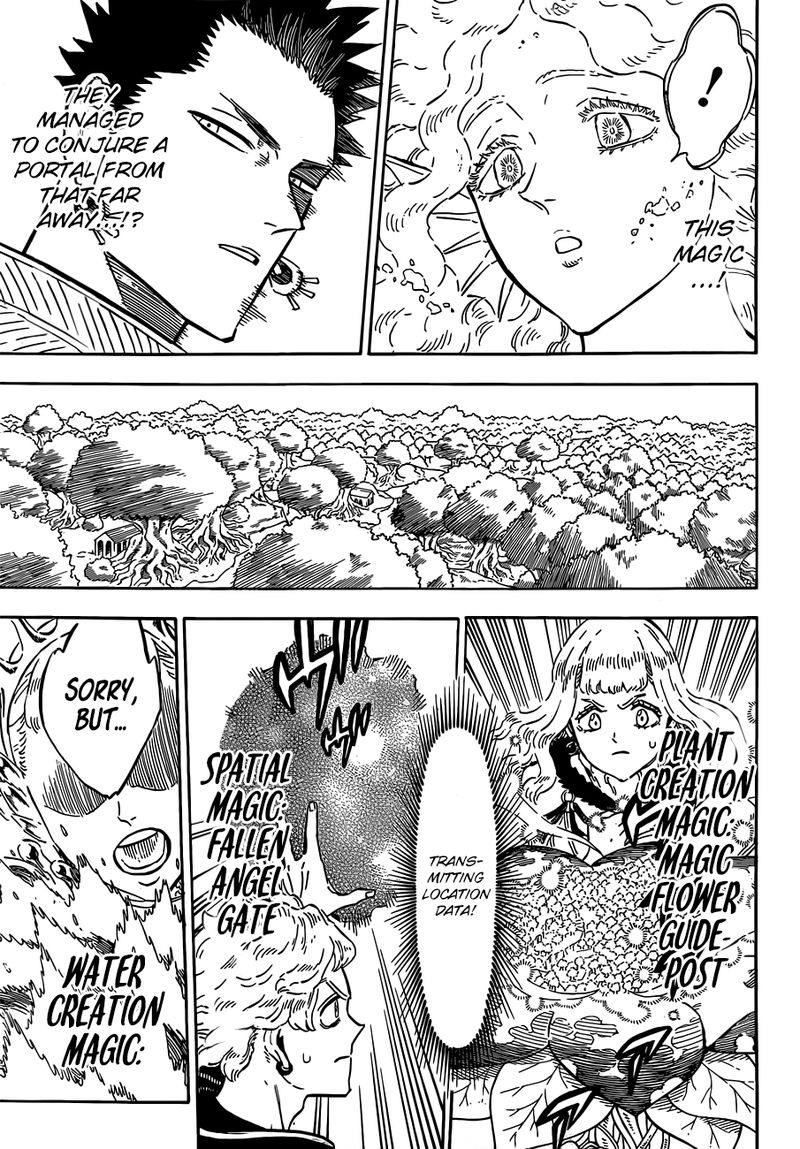 !
THIS
MAGIC
....!
THEY
MANAGED
TO CONJURE A
PORTAL FROM
THAT FAR
AWAY...!?
PLANT
CREATION
MAGIC:
MAGIC
FLOWER
GUIDE-
POST
TRANS-
MITTING
LOCATION
DATA!
SPATIAL
MAGIC:
FALLEN
ANGEL
GATE
SORRY,
BUT...
WATER
CREATION
MAGIC: